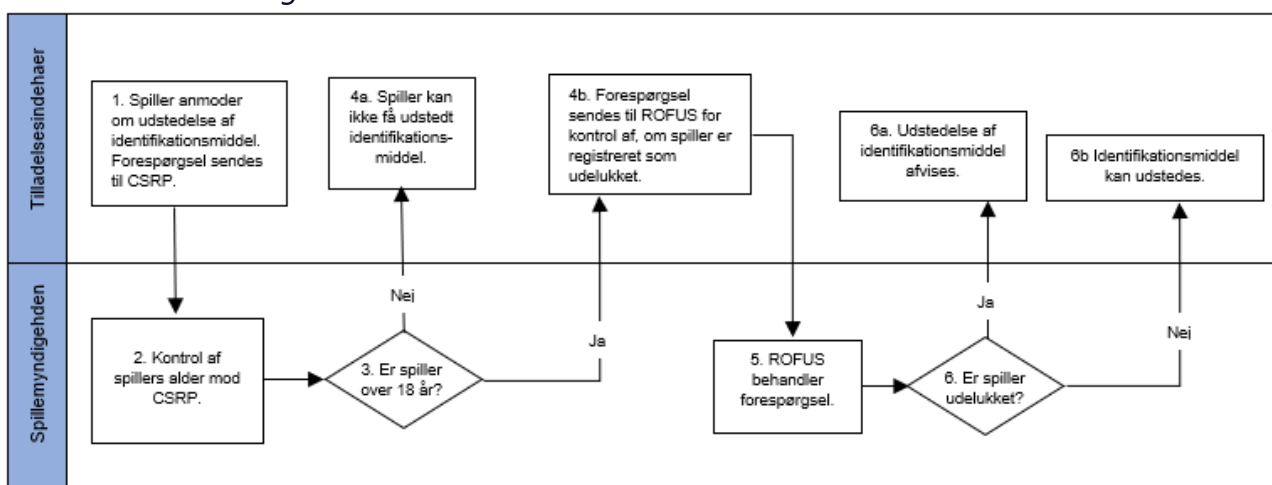 Tilladelsesindehaer
1. Spiller anmoder
om udstedelse af
identifikationsmiddel.
Forespørgsel sendes
til CSRP.
4a. Spiller kan
ikke få udstedt
identifikations-
middel.
4b. Forespørgsel
sendes til ROFUS for
kontrol af, om spiller er
registreret som
udelukket.
6a. Udstedelse af
identifikationsmiddel
afvises.
6b Identifikationsmiddel
kan udstedes.
Spillemyndigehden
2. Kontrol af
spillers alder mod
CSRP.
3. Er spiller
over 18 år?
Nej
Ja
5. ROFUS
behandler
forespørgsel.
6. Er spiller
udelukket?
Ja
Nej